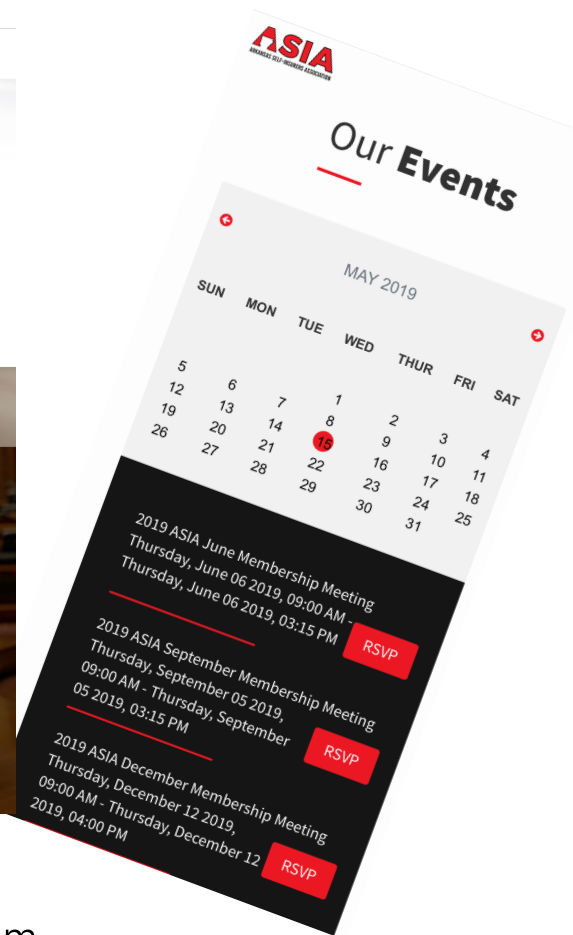 ASIA
ARKANSAS SELF-INSURERS ASSOCIATION
Our Events
MAY 2019
SUN MON TUE WED THUR FRI SAT
1 2 3 4
5 6 7 8 9 10 11
12 13 14 15 16 17 18
19 20 21 22 23 24 25
26 27 28 29 30 31
2019 ASIA June Membership Meeting
Thursday, June 06 2019, 09:00 AM -
Thursday, June 06 2019, 03:15 PM
RSVP
2019 ASIA September Membership Meeting
Thursday, September 05 2019,
09:00 AM - Thursday, September
05 2019, 03:15 PM
RSVP
2019 ASIA December Membership Meeting
Thursday, December 12 2019,
09:00 AM - Thursday, December 12
2019, 04:00 PM
RSVP
m